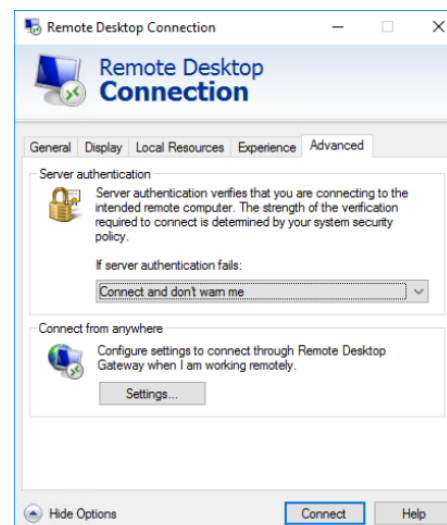 Remote Desktop Connection
Remote Desktop
Connection
General Display Local Resources Experience Advanced
Server authentication
Server authentication verifies that you are connecting to the
intended remote computer. The strength of the verification
required to connect is determined by your system security
policy.
If server authentication fails:
Connect and don't warn me
Connect from anywhere
Configure settings to connect through Remote Desktop
Gateway when I am working remotely.
Settings...
Hide Options Connect Help